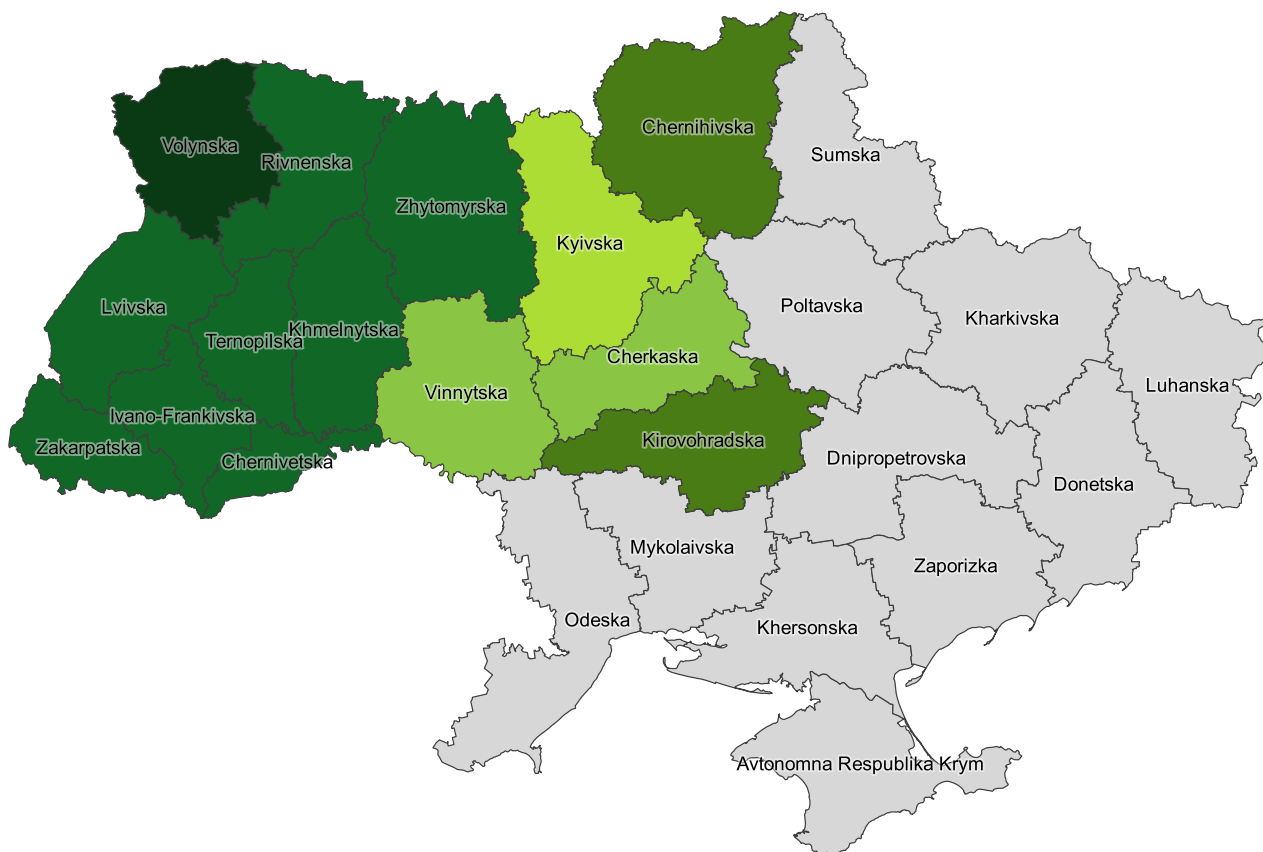 Chernihivska
Volynska
Sumska
Rivnenska
Zhytomyrska
Kyivska
Lvivska
Poltavska
Kharkivska
Khmelnytska
Ternopilska
Cherkaska
Luhanska
Vinnytska
Ivano-Frankivska
Kirovohradska
Zakarpatska
Dnipropetrovska
Chernivetska
Donetska
Mykolaivska
Zaporizka
Odeska
Khersonska
Avtonomna Respublika Krym